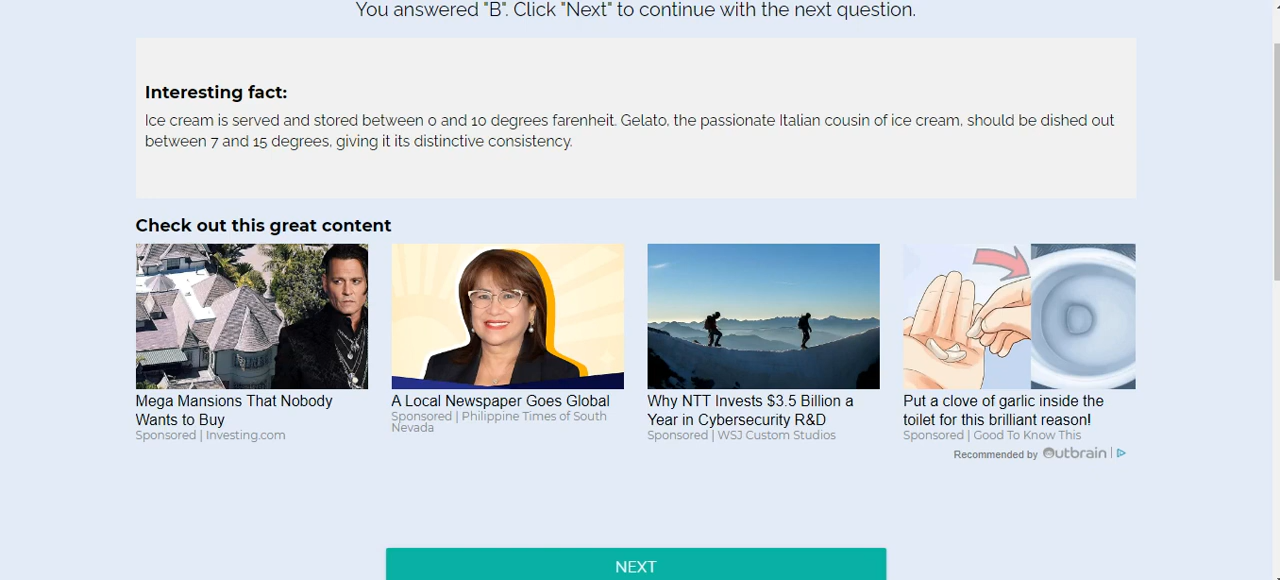 You answered "B". Click "Next" to continue with the next question.
Interesting fact:
Ice cream is served and stored between 0 and 10 degrees farenheit. Gelato, the passionate Italian cousin of ice cream, should be dished out
between 7 and 15 degrees, giving it its distinctive consistency.
Check out this great content
Mega Mansions That Nobody
Wants to Buy
Sponsored | Investing.com
A Local Newspaper Goes Global
Sponsored | Philippine Times of South
Nevada
Why NTT Invests $3.5 Billion a
Year in Cybersecurity R&D
Sponsored | WSJ Custom Studios
Put a clove of garlic inside the
toilet for this brilliant reason!
Sponsored | Good To Know This
Recommended by Outbrain |
NEXT